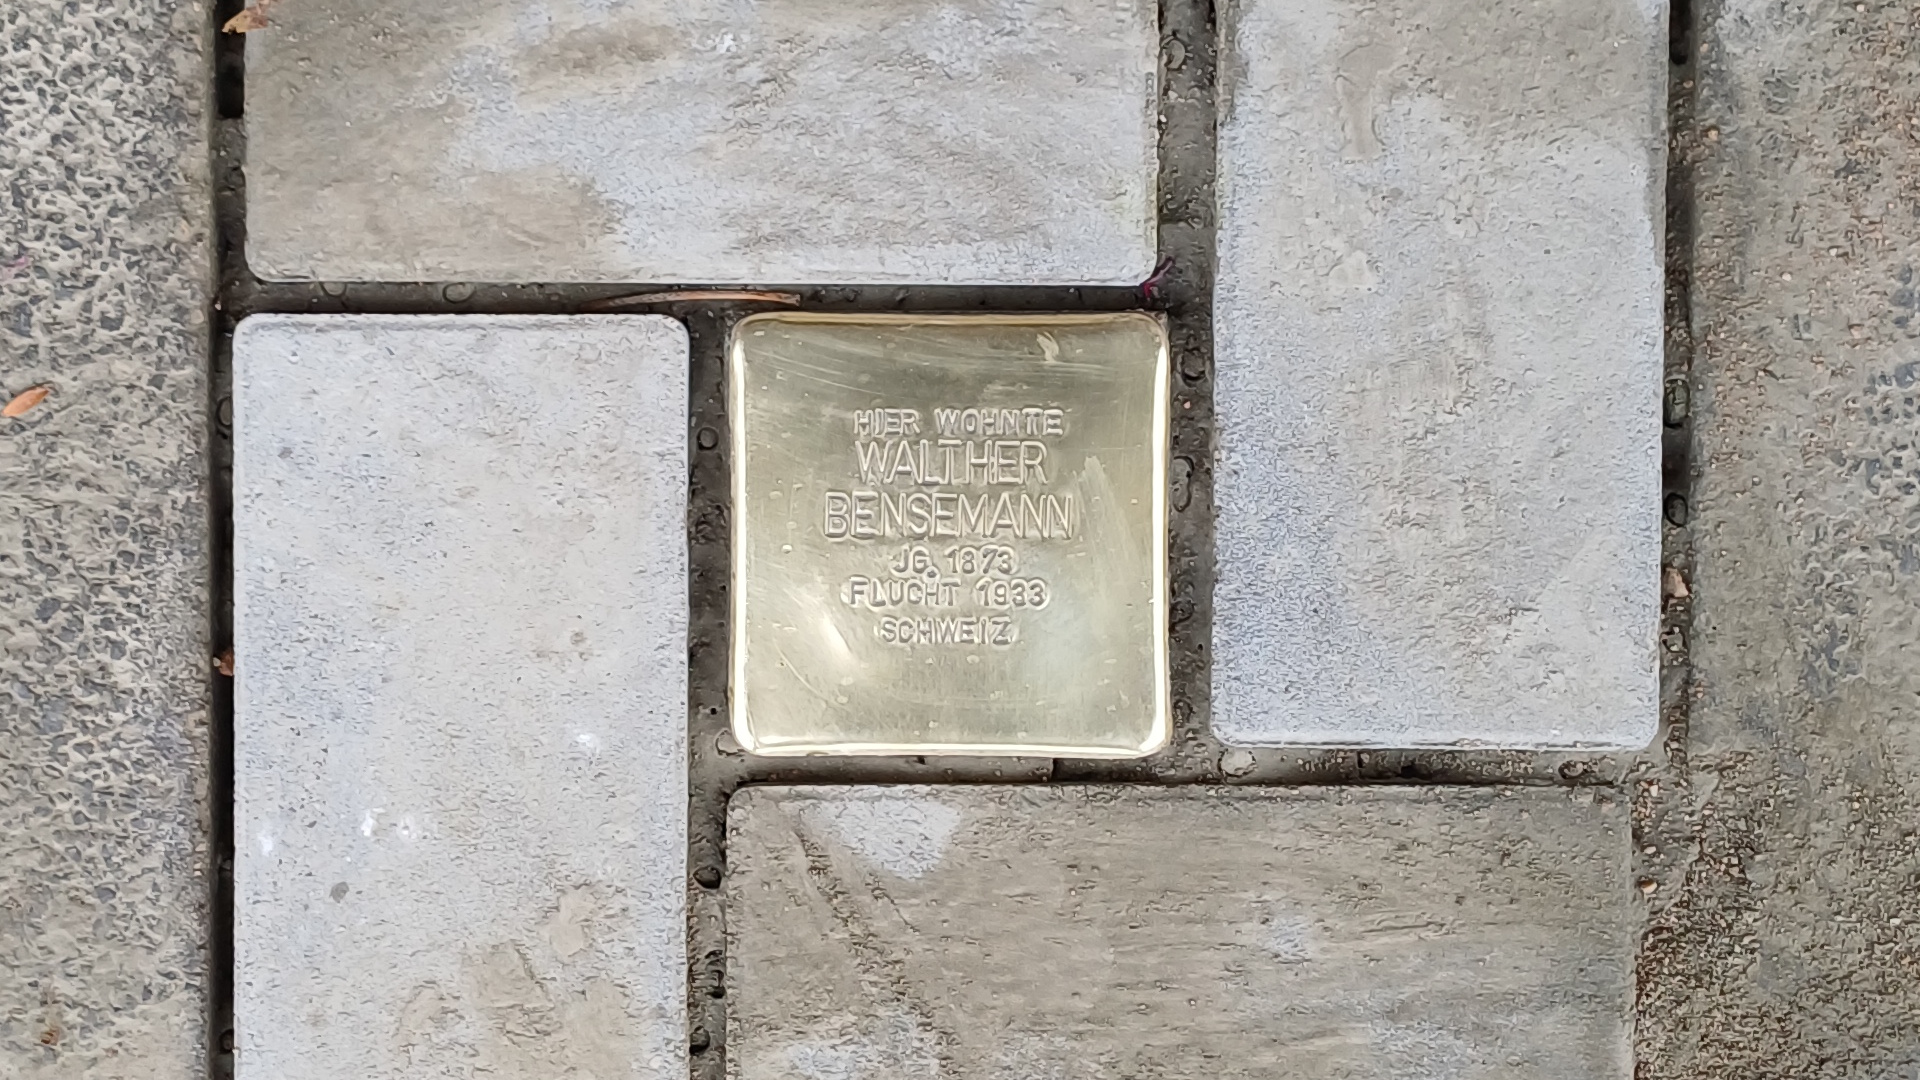 HIER WOHNTE
WALTHER
BENSEMANN
JG. 1873
FLUCHT 1933
SCHWEIZ